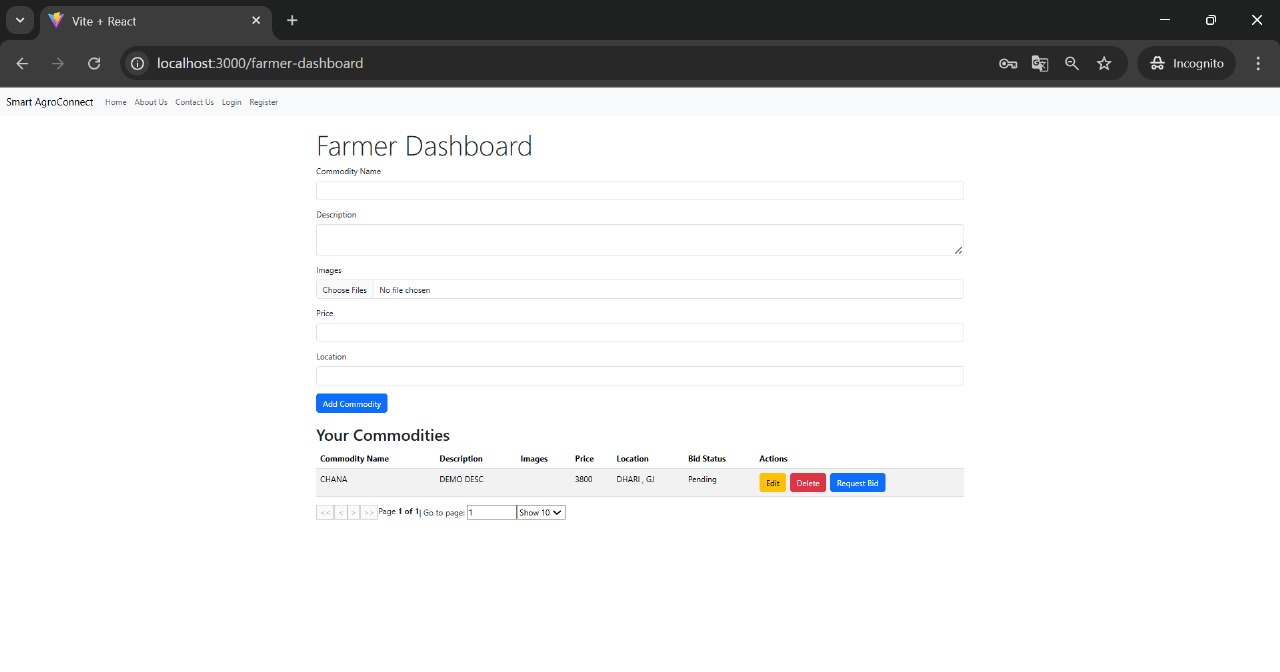 Vite + React
localhost:3000/farmer-dashboard
Incognito
Smart AgroConnect Home About Us Contact Us Login Register
Farmer Dashboard
Commodity Name
Description
Images
Choose Files No file chosen
Price
Location
Add Commodity
Your Commodities
Commodity Name Description Images Price Location Bid Status Actions
CHANA DEMO DESC 3800 DHARI , GJ Pending Edit Delete Request Bid
<< < > >> Page 1 of 1| Go to page: 1 Show 10